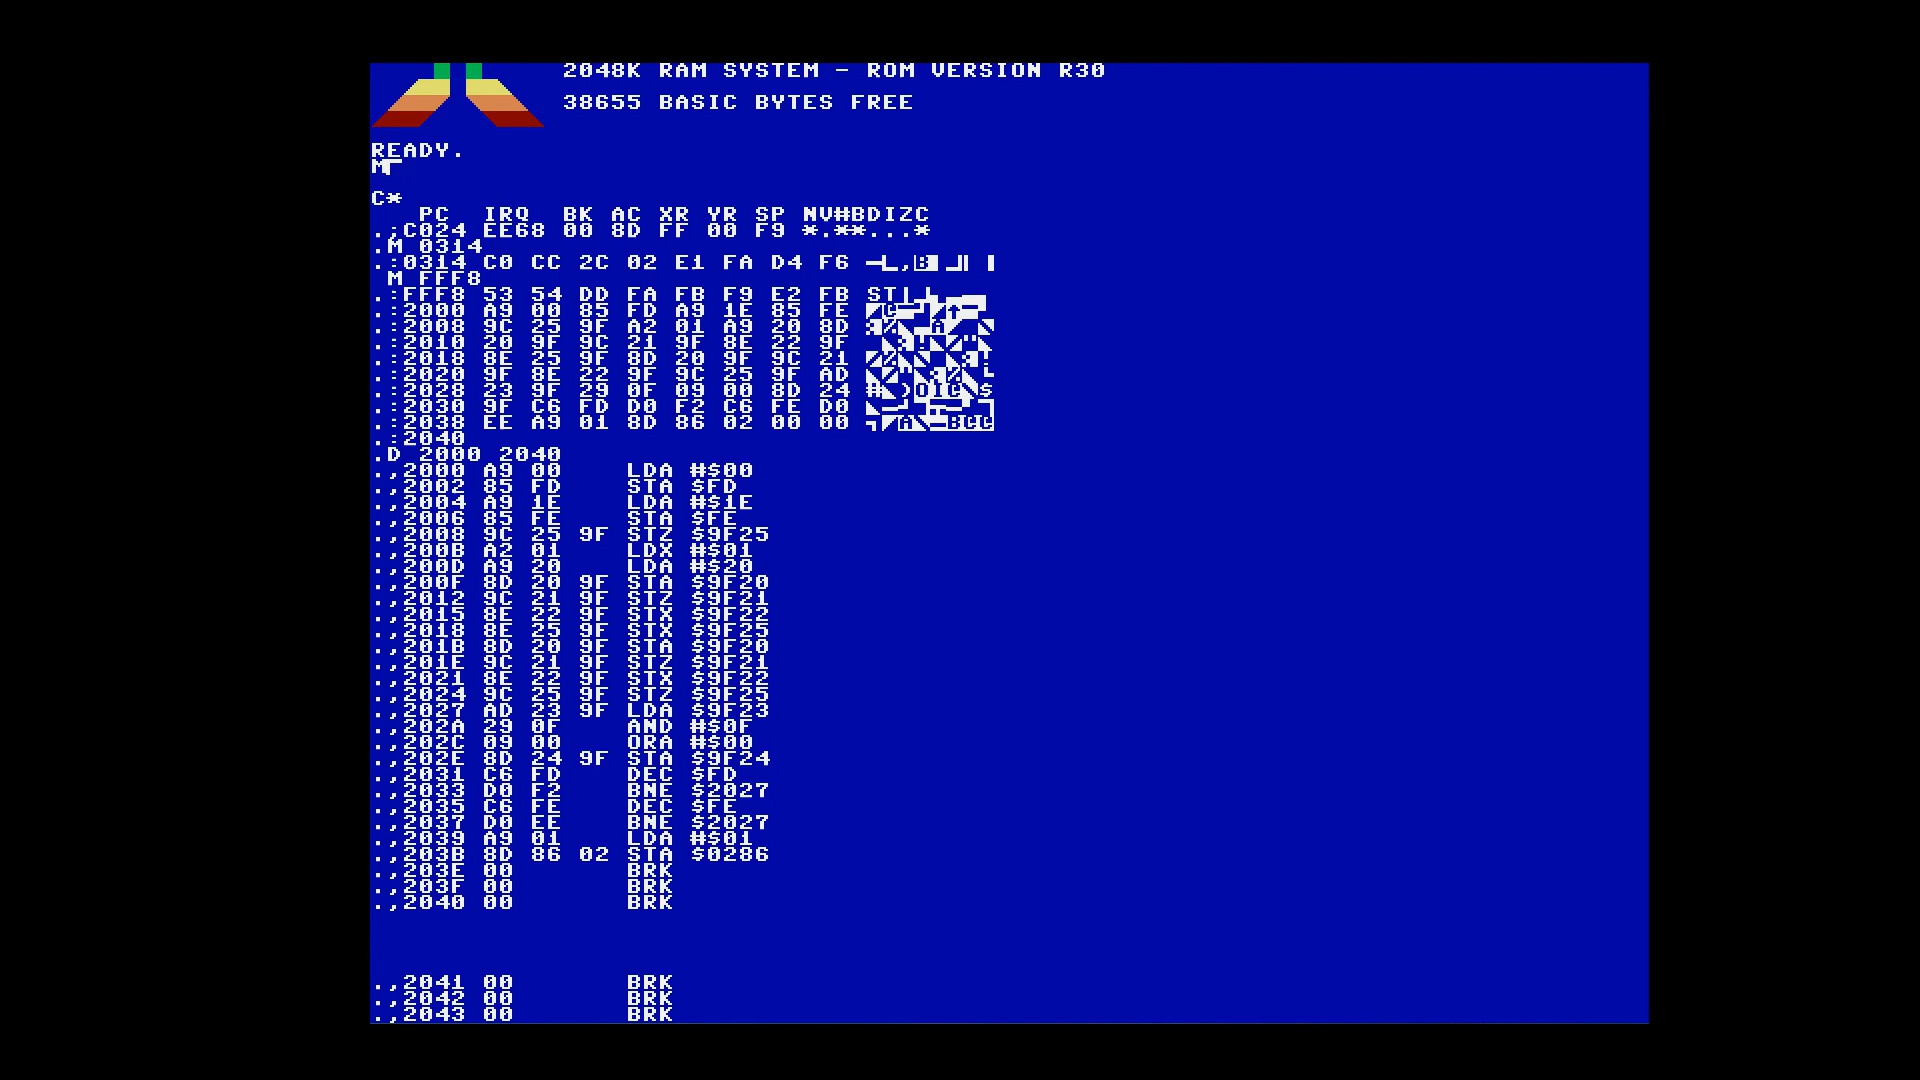 2048K RAM SYSTEM - ROM VERSION R30
38655 BASIC BYTES FREE
READY.
M
C*
PC IRQ BK AC XR YR SP NV#BDIZC
.;C024 EE68 00 8D FF 00 F9 *.**...*
.M 0314
.:0314 C0 CC 2C 02 E1 FA D4 F6
M FFF8
.:FFF8 53 54 DD FA FB F9 E2 FB ST
.:2000 A9 00 85 FD A9 1E 85 FE
.:2008 9C 25 9F A2 01 A9 20 8D
.:2010 20 9F 9C 21 9F 8E 22 9F
.:2018 8E 25 9F 8D 20 9F 9C 21
.:2020 9F 8E 22 9F 9C 25 9F AD
.:2028 23 9F 29 0F 09 00 8D 24
.:2030 9F C6 FD D0 F2 C6 FE D0
.:2038 EE A9 01 8D 86 02 00 00
.:2040
.D 2000 2040
.,2000 A9 00 LDA #$00
.,2002 85 FD STA $FD
.,2004 A9 1E LDA #$1E
.,2006 85 FE STA $FE
.,2008 9C 25 9F STZ $9F25
.,200B A2 01 LDX #$01
.,200D A9 20 LDA #$20
.,200F 8D 20 9F STA $9F20
.,2012 9C 21 9F STZ $9F21
.,2015 8E 22 9F STX $9F22
.,2018 8E 25 9F STX $9F25
.,201B 8D 20 9F STA $9F20
.,201E 9C 21 9F STZ $9F21
.,2021 8E 22 9F STX $9F22
.,2024 9C 25 9F STZ $9F25
.,2027 AD 23 9F LDA $9F23
.,202A 29 0F AND #$0F
.,202C 09 00 ORA #$00
.,202E 8D 24 9F STA $9F24
.,2031 C6 FD DEC $FD
.,2033 D0 F2 BNE $2027
.,2035 C6 FE DEC $FE
.,2037 D0 EE BNE $2027
.,2039 A9 01 LDA #$01
.,203B 8D 86 02 STA $0286
.,203E 00 BRK
.,203F 00 BRK
.,2040 00 BRK
.,2041 00 BRK
.,2042 00 BRK
.,2043 00 BRK